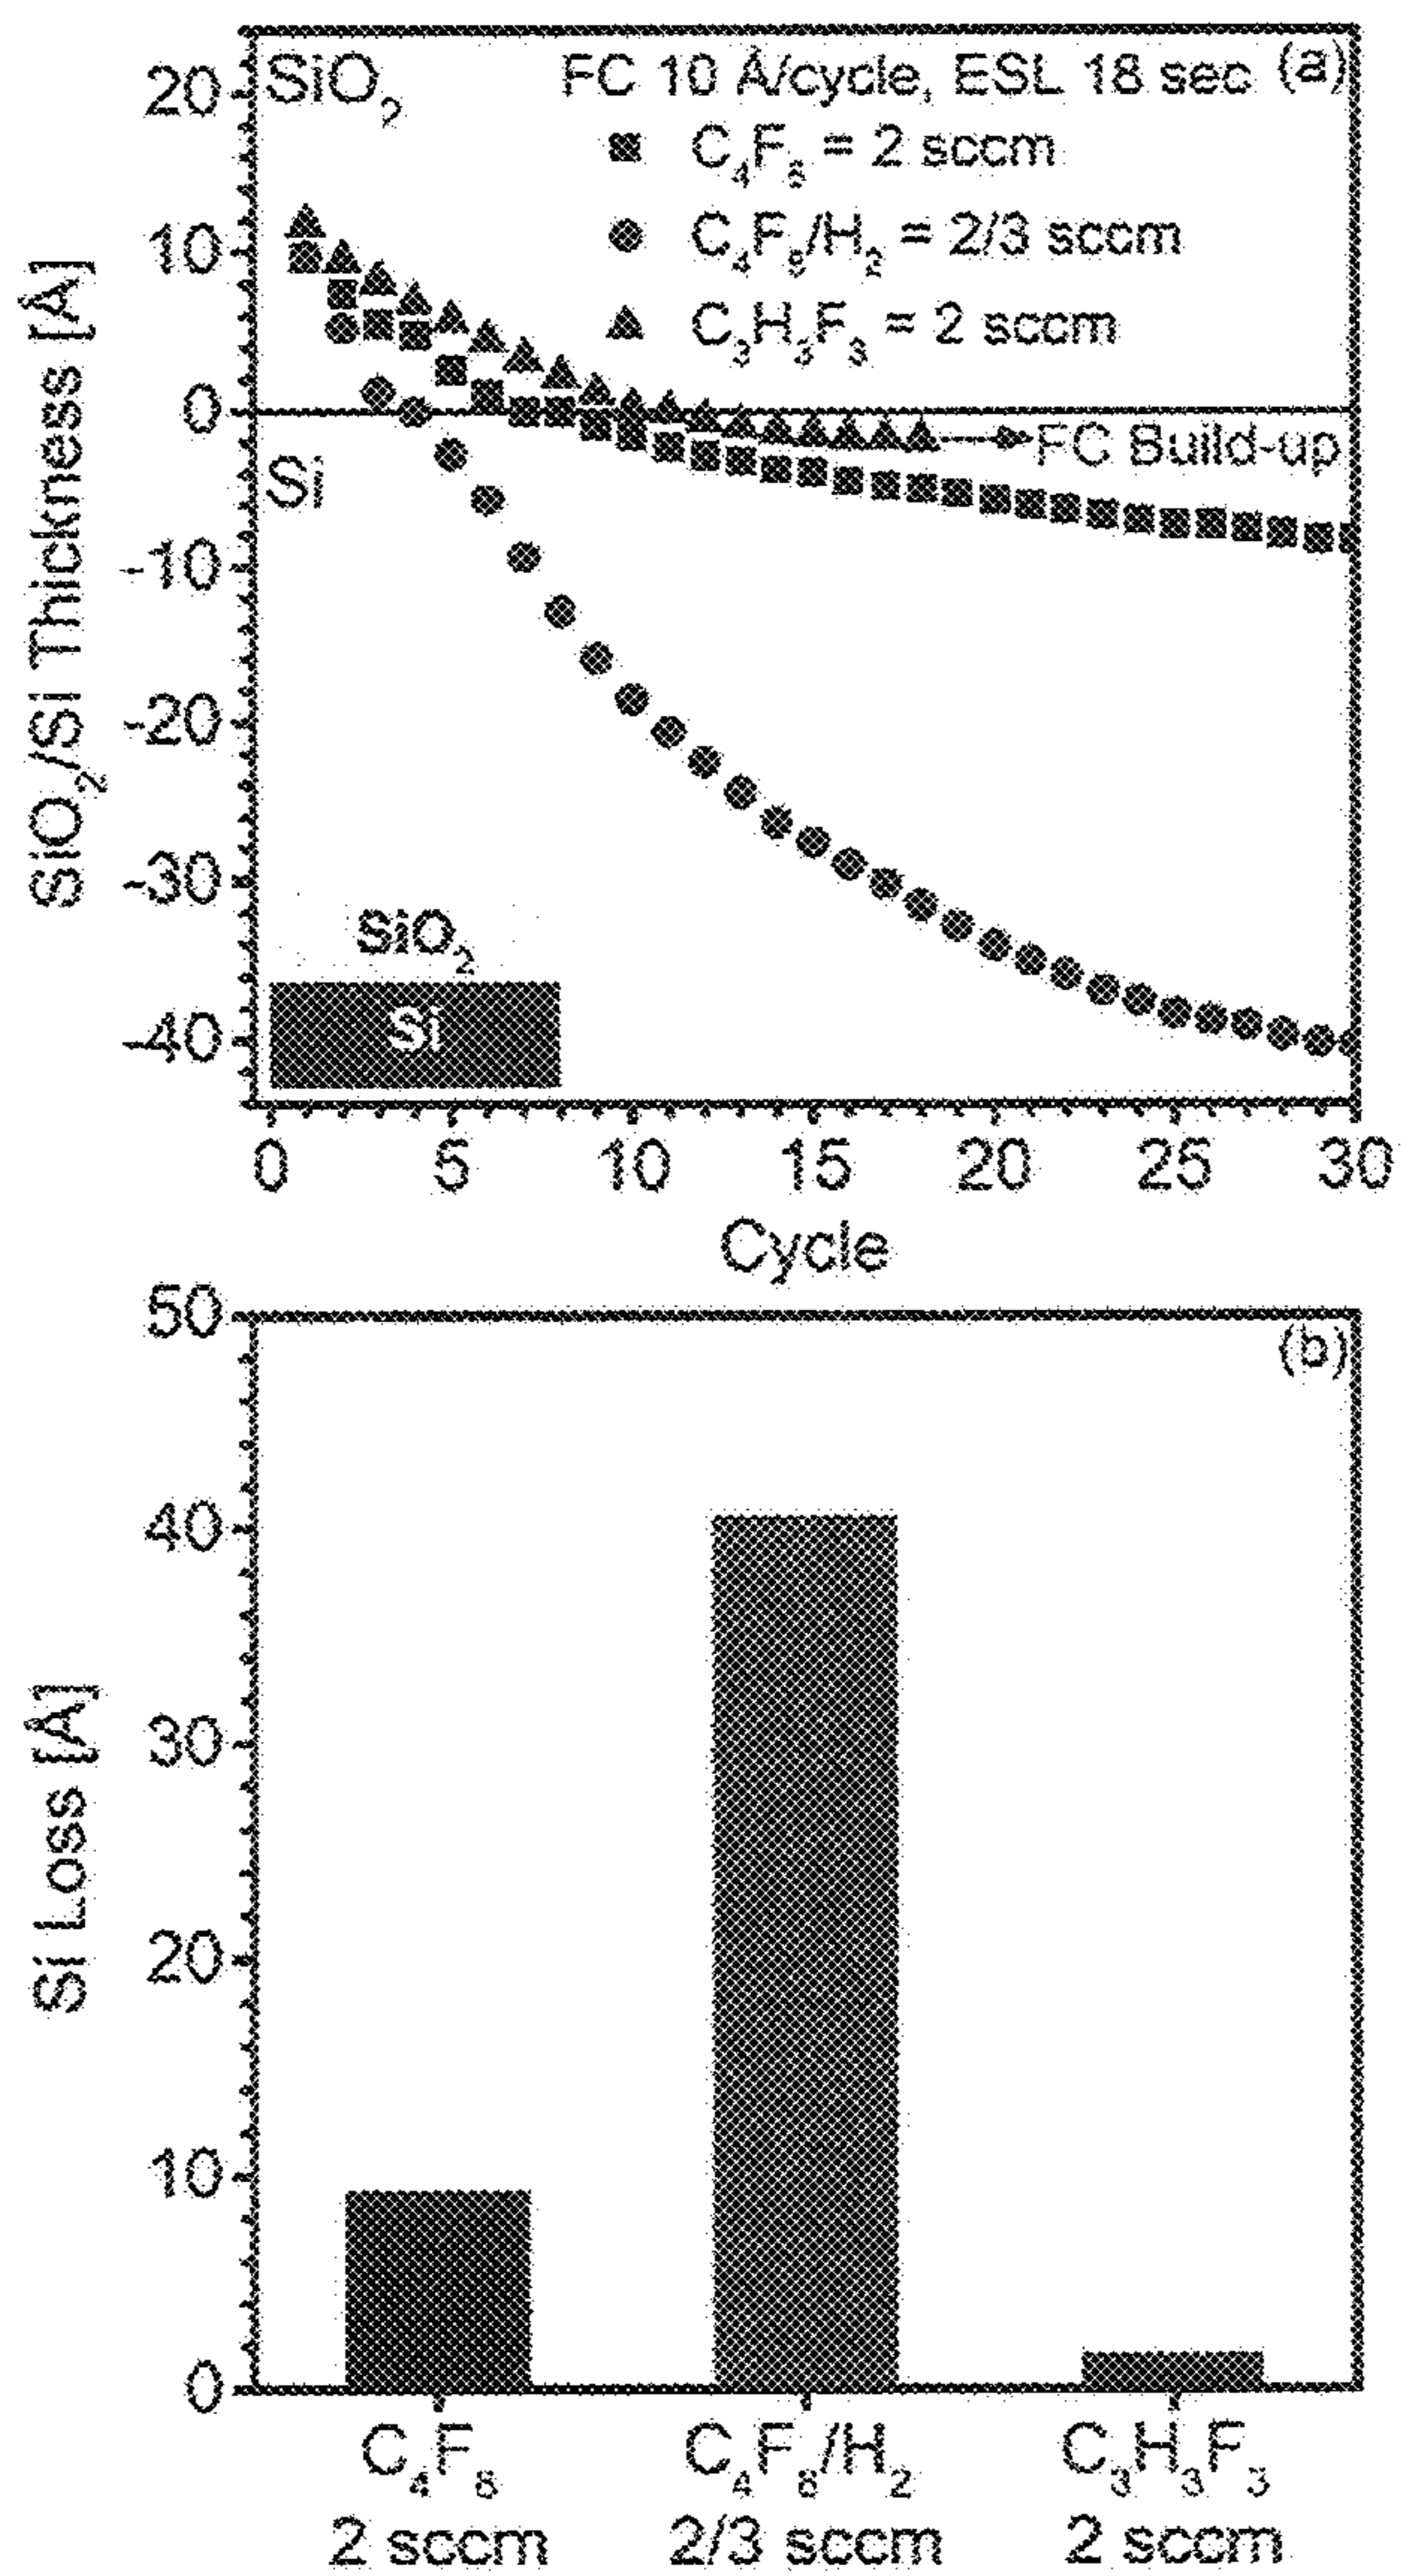 (a)
SiO₂
FC 10 Å/cycle, ESL 18 sec
C₄F₈ = 2 sccm
C₄F₈/H₂ = 2/3 sccm
C₃H₃F₃ = 2 sccm
FC Build-up
Si
SiO₂
Si
SiO₂/Si Thickness [Å]
20
10
0
-10
-20
-30
-40
0 5 10 15 20 25 30
Cycle
(b)
Si Loss [Å]
50
40
30
20
10
0
C₄F₈ C₄F₈/H₂ C₃H₃F₃
2 sccm 2/3 sccm 2 sccm